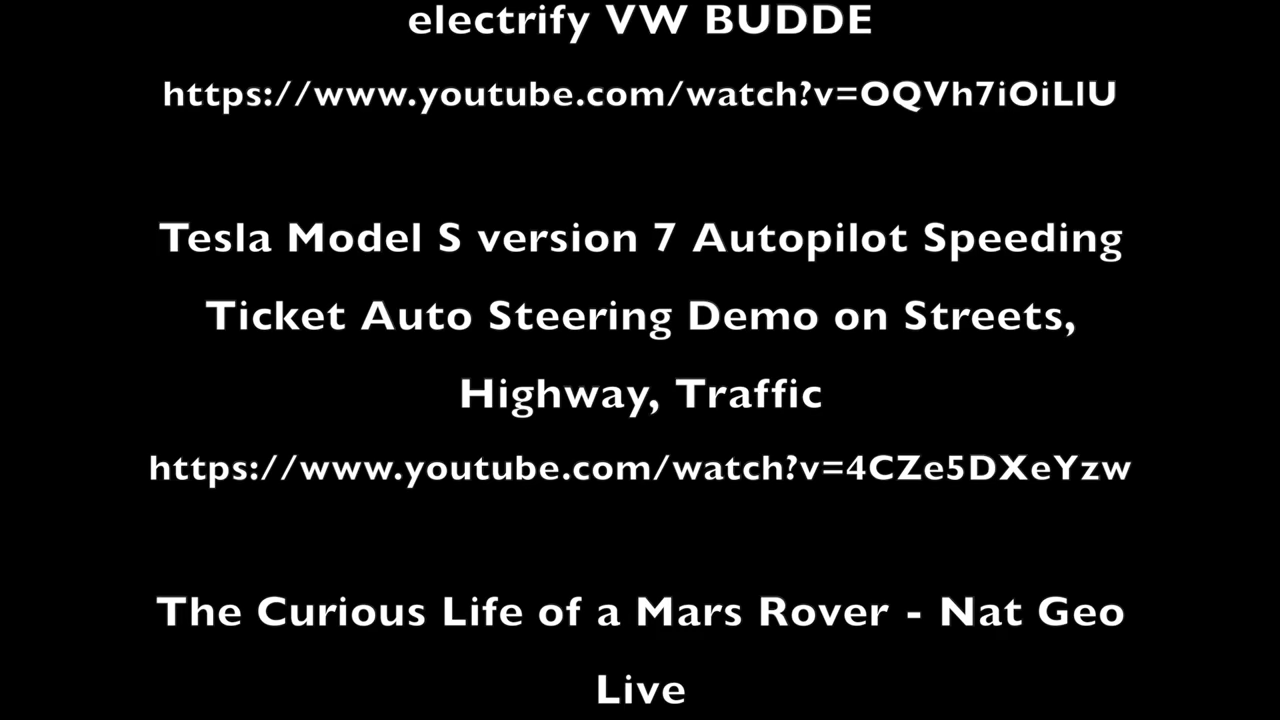 electrify VW BUDDE
https://www.youtube.com/watch?v=OQVh7iOiLlU
Tesla Model S version 7 Autopilot Speeding
Ticket Auto Steering Demo on Streets,
Highway, Traffic
https://www.youtube.com/watch?v=4CZe5DXeYzw
The Curious Life of a Mars Rover - Nat Geo
Live